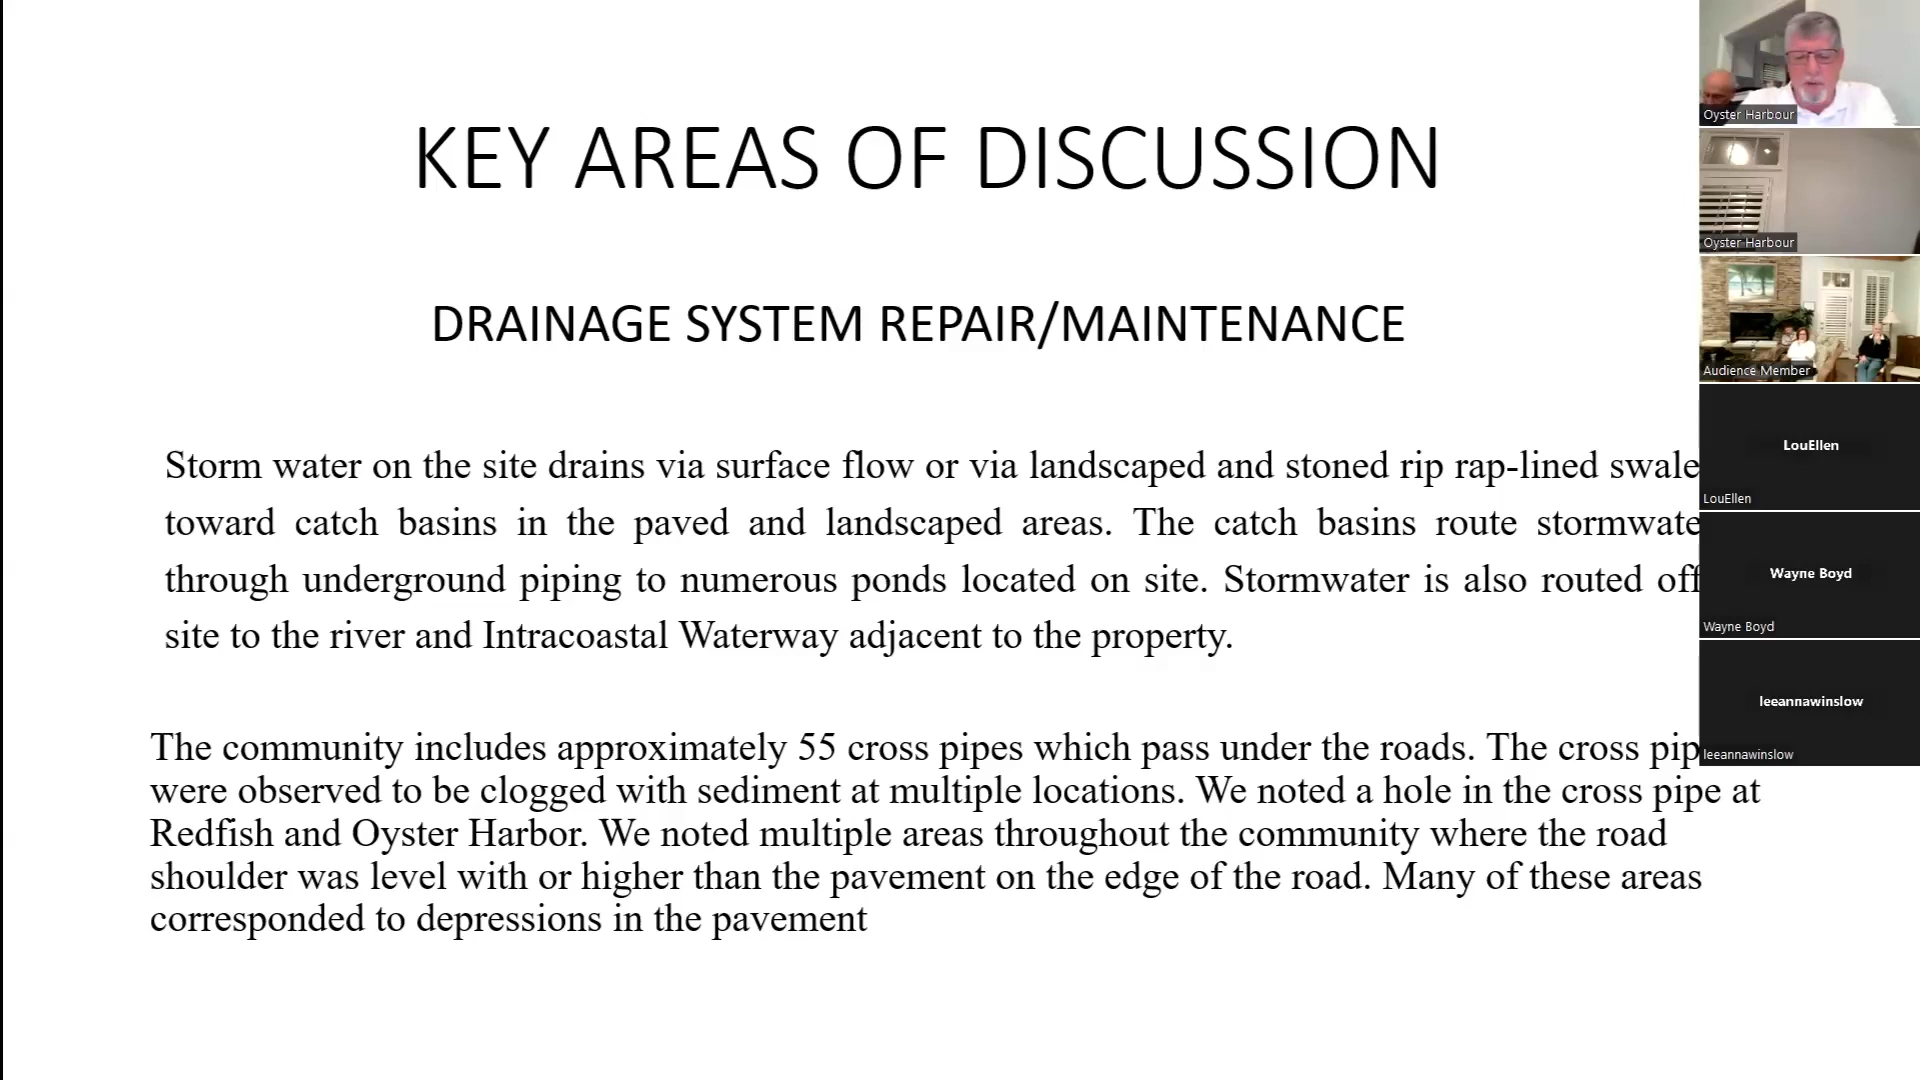 KEY AREAS OF DISCUSSION
DRAINAGE SYSTEM REPAIR/MAINTENANCE
Storm water on the site drains via surface flow or via landscaped and stoned rip rap-lined swale
toward catch basins in the paved and landscaped areas. The catch basins route stormwate
through underground piping to numerous ponds located on site. Stormwater is also routed off
site to the river and Intracoastal Waterway adjacent to the property.
The community includes approximately 55 cross pipes which pass under the roads. The cross pip
were observed to be clogged with sediment at multiple locations. We noted a hole in the cross pipe at
Redfish and Oyster Harbor. We noted multiple areas throughout the community where the road
shoulder was level with or higher than the pavement on the edge of the road. Many of these areas
corresponded to depressions in the pavement
Oyster Harbour
Oyster Harbour
Audience Member
LouEllen
LouEllen
Wayne Boyd
Wayne Boyd
leeannawinslow
leeannawinslow